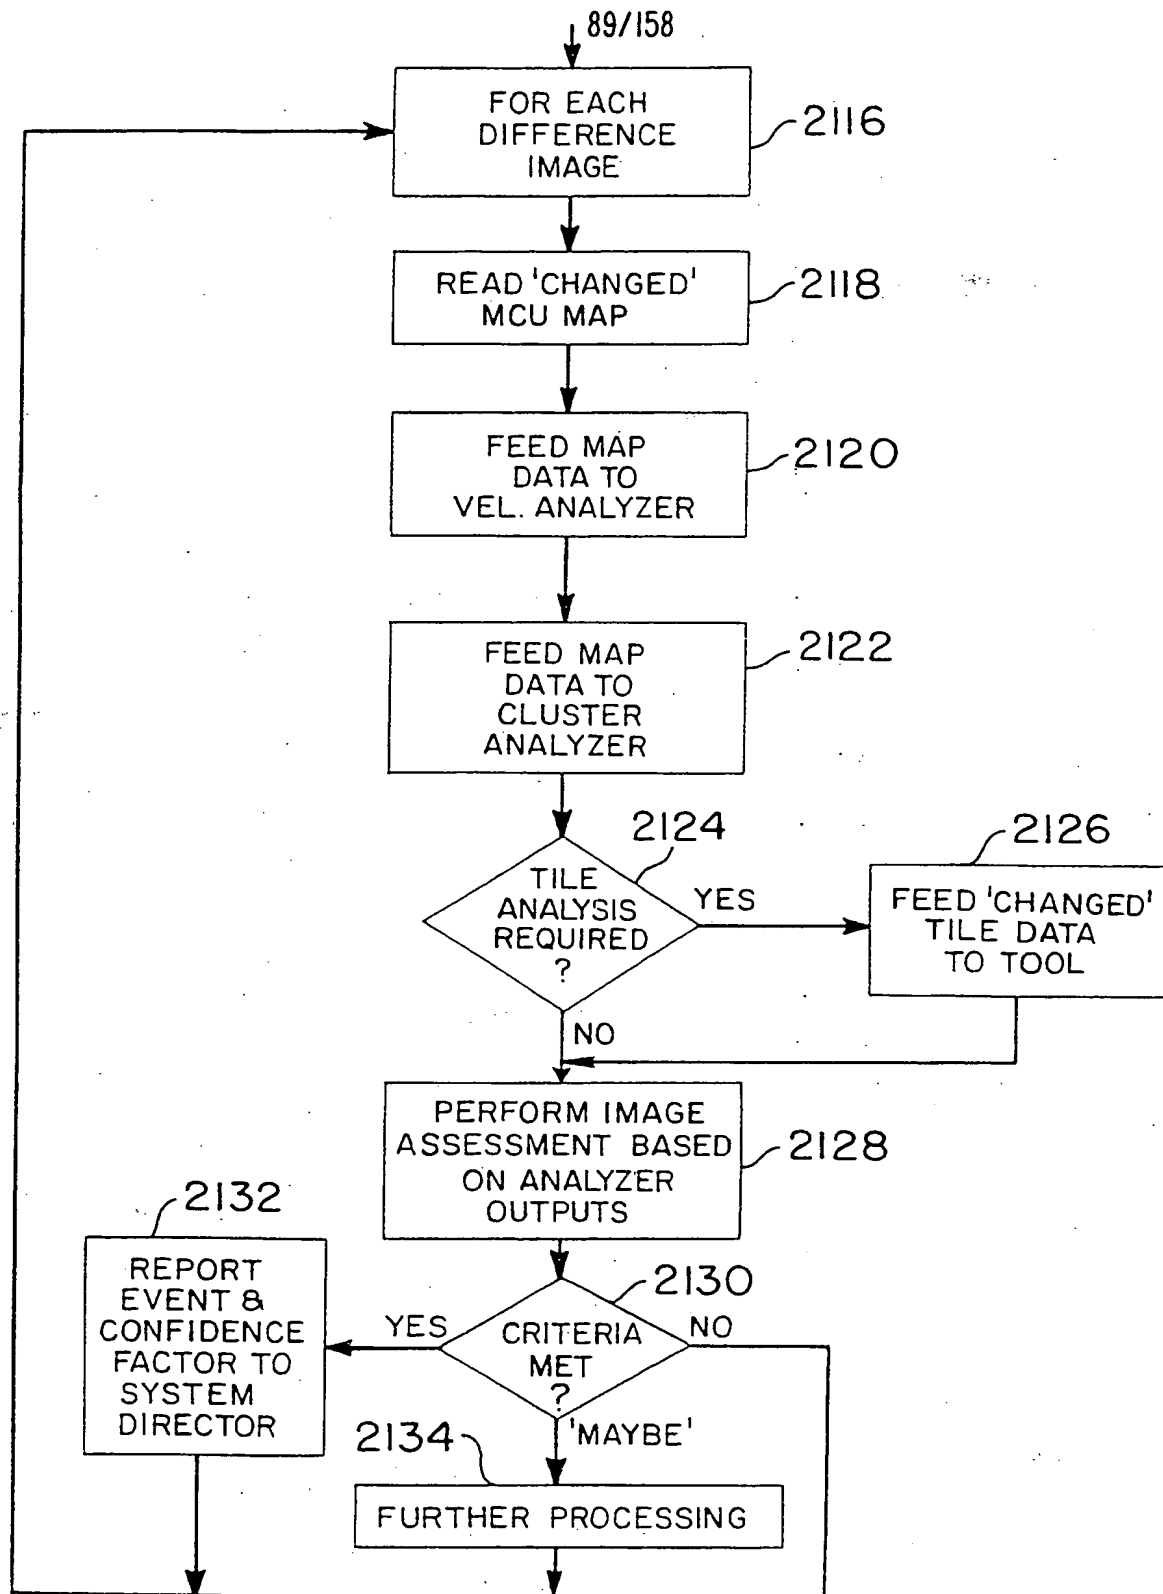 89/158
FOR EACH
DIFFERENCE
IMAGE
2116
READ 'CHANGED'
MCU MAP
2118
FEED MAP
DATA TO
VEL. ANALYZER
2120
FEED MAP
DATA TO
CLUSTER
ANALYZER
2122
2124
TILE
ANALYSIS
REQUIRED
?
YES
2126
FEED 'CHANGED'
TILE DATA
TO TOOL
NO
PERFORM IMAGE
ASSESSMENT BASED
ON ANALYZER
OUTPUTS
2128
2132
REPORT
EVENT &
CONFIDENCE
FACTOR TO
SYSTEM
DIRECTOR
2130
YES
CRITERIA
MET
?
NO
'MAYBE'
2134
FURTHER PROCESSING